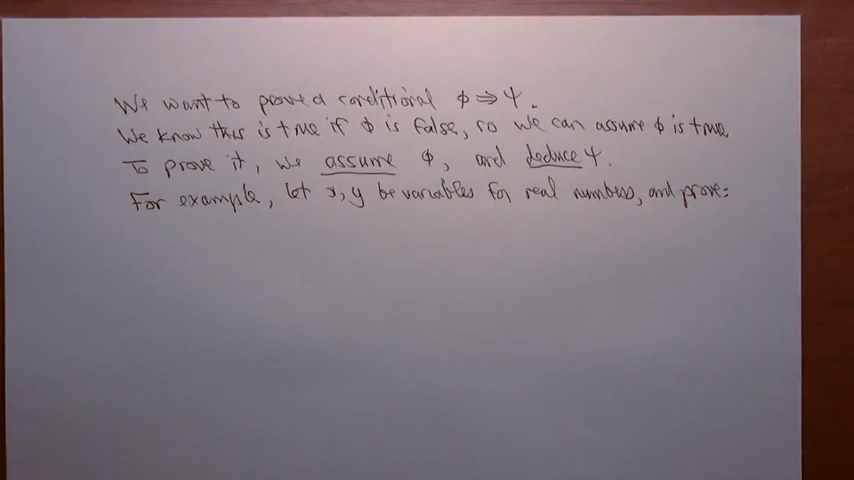 We want to prove a conditional ϕ ⇒ ψ.
We know this is true if ϕ is false, so we can assume ϕ is true.
To prove it, we assume ϕ, and deduce ψ.
For example, let x, y be variables for real numbers, and prove: